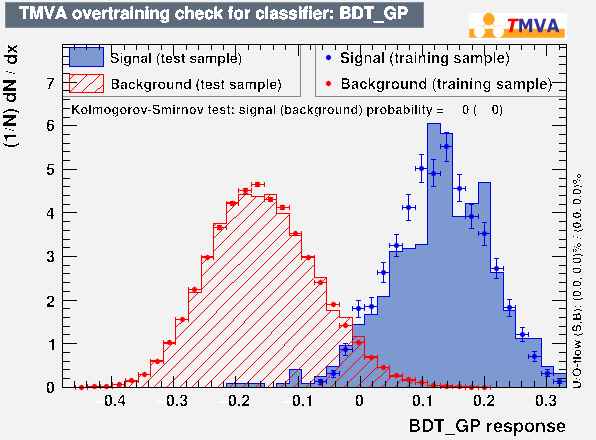 TMVA overtraining check for classifier: BDT_GP
TMVA
Signal (test sample)
Signal (training sample)
Background (test sample)
Background (training sample)
Kolmogorov-Smirnov test: signal (background) probability = 0 ( 0)
(1/N) dN / dx
7
6
5
4
3
2
1
0
-0.4 -0.3 -0.2 -0.1 0 0.1 0.2 0.3
BDT_GP response
U/O-flow (S,B): (0.0, 0.0)% / (0.0, 0.0)%